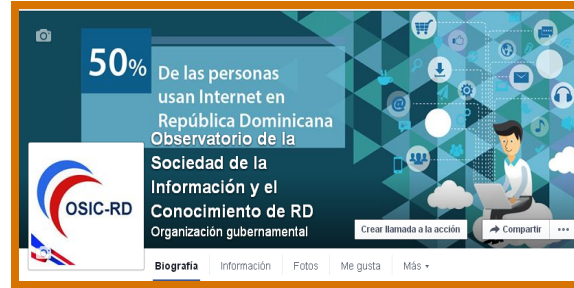 50%
De las personas
usan Internet en
República Dominicana
Observatorio de la
Sociedad de la
Información y el
Conocimiento de RD
Organización gubernamental
OSIC-RD
Crear llamada a la acción
Compartir
Biografía Información Fotos Me gusta Más